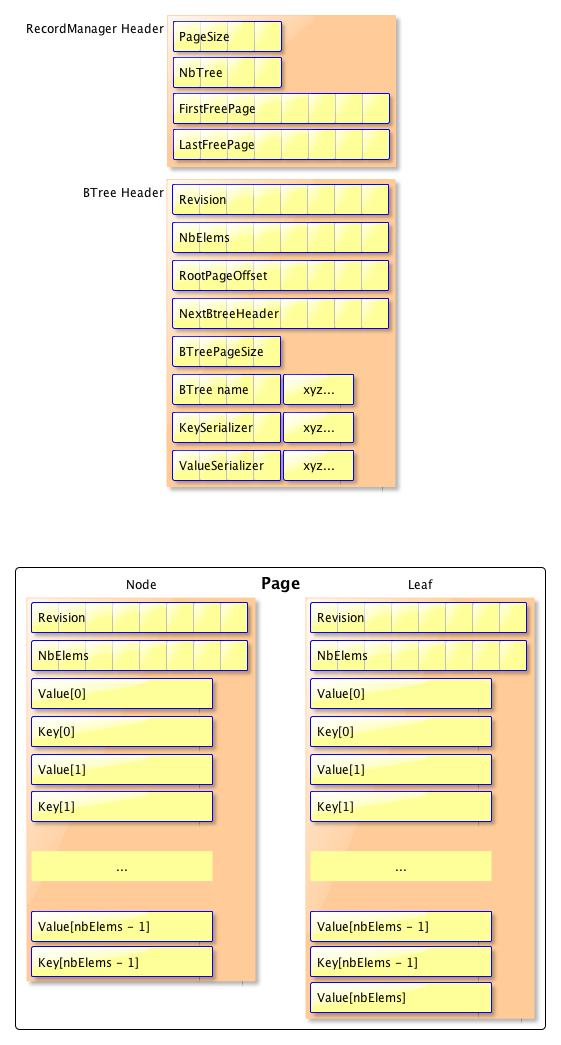 RecordManager Header
PageSize
NbTree
FirstFreePage
LastFreePage
BTree Header
Revision
NbElems
RootPageOffset
NextBtreeHeader
BTreePageSize
BTree name xyz...
KeySerializer xyz...
ValueSerializer xyz...
Page
Node
Revision
NbElems
Value[0]
Key[0]
Value[1]
Key[1]
...
Value[nbElems - 1]
Key[nbElems - 1]
Leaf
Revision
NbElems
Value[0]
Key[0]
Value[1]
Key[1]
...
Value[nbElems - 1]
Key[nbElems - 1]
Value[nbElems]